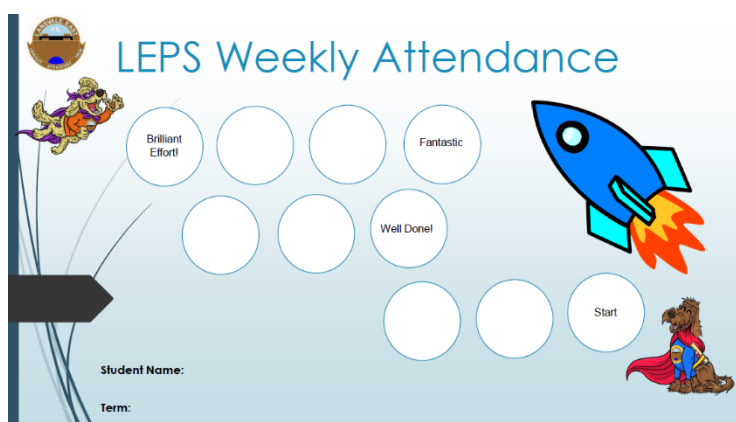 LEPS Weekly Attendance
Brilliant
Effort!
Fantastic
Well Done!
Start
Student Name:
Term: